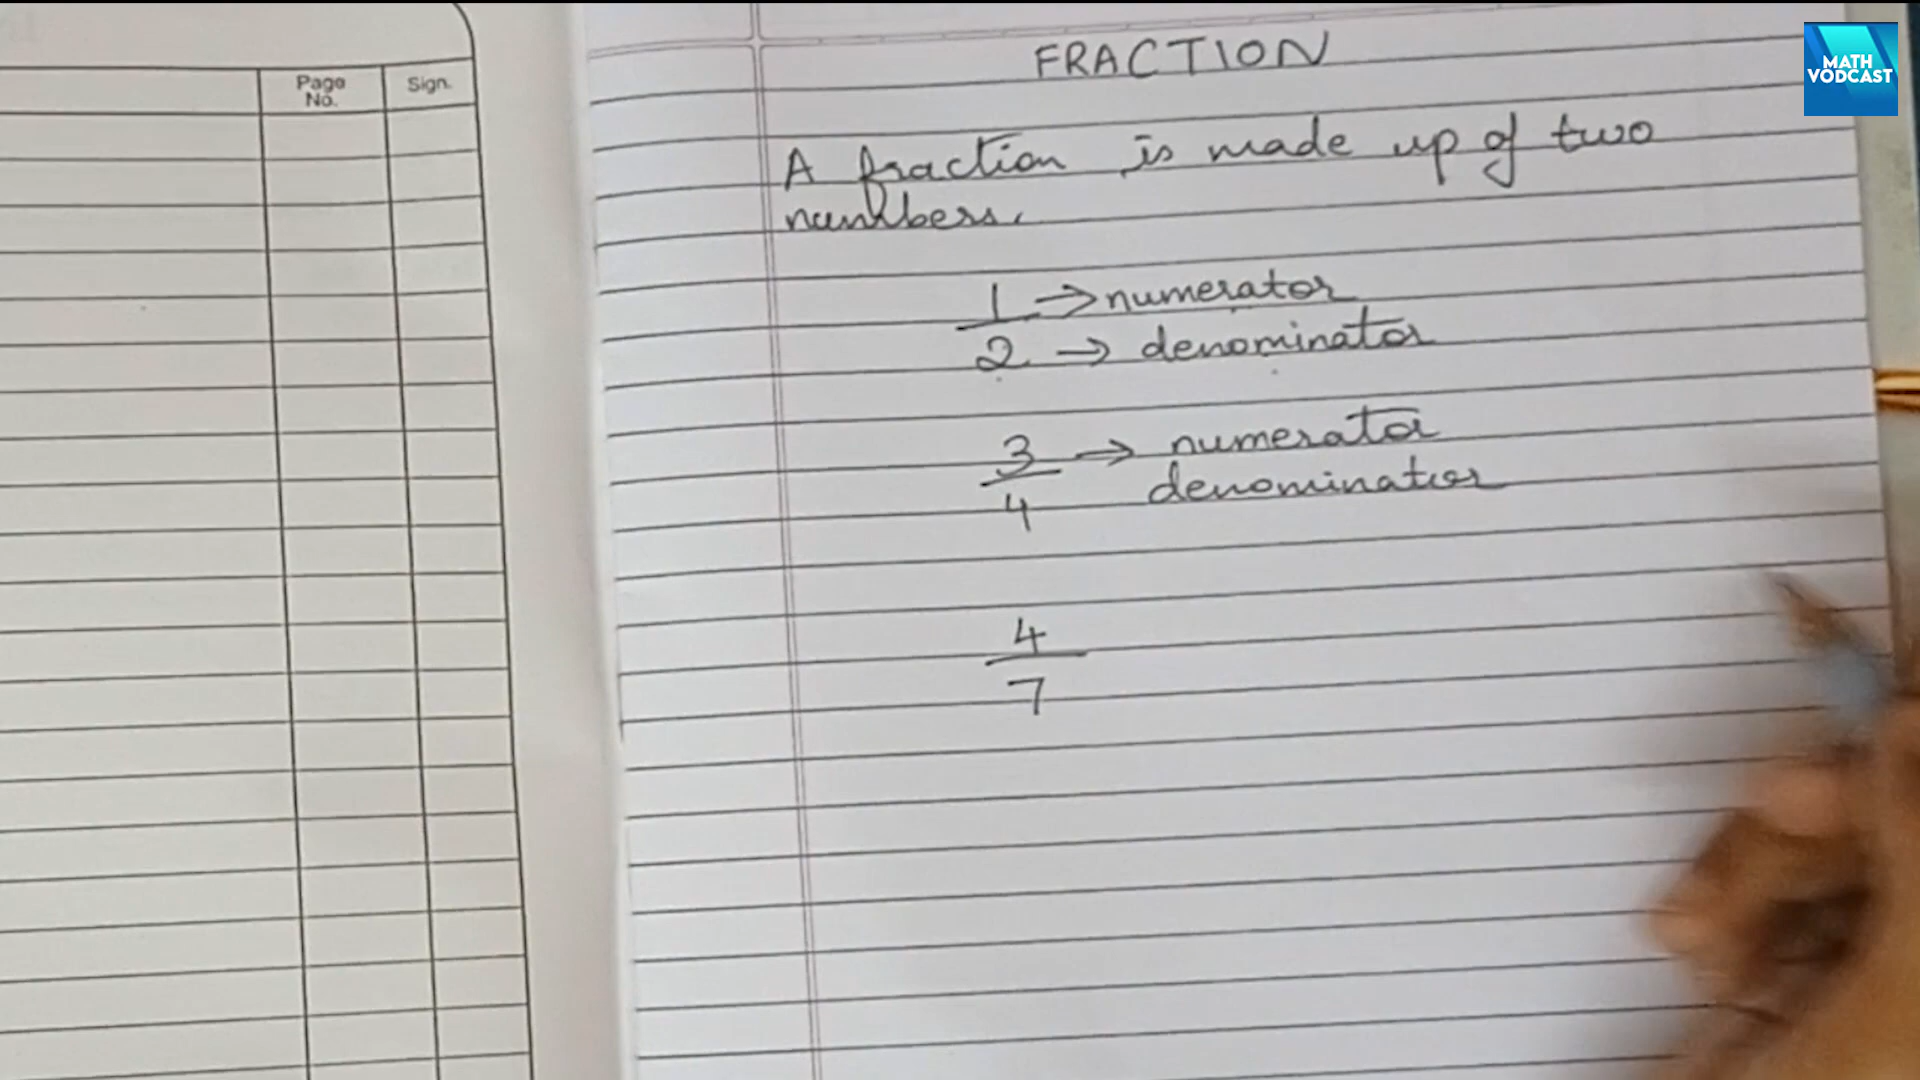 Page
No.
Sign.
FRACTION
MATH
VODCAST
A fraction is made up of two
numbers.
1 → numerator
2 → denominator
3 → numerator
4 denominator
4
7